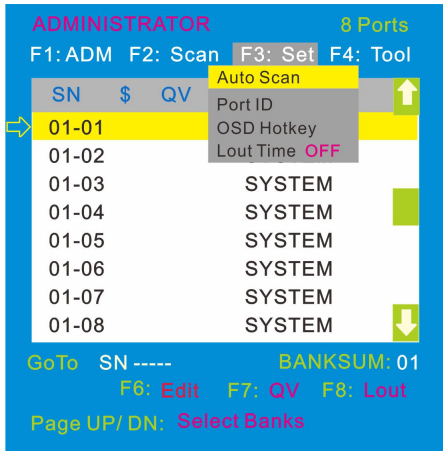 ADMINISTRATOR 8 Ports
F1: ADM F2: Scan F3: Set F4: Tool
Auto Scan
SN $ QV
Port ID
01-01 OSD Hotkey
01-02 Lout Time OFF
01-03 SYSTEM
01-04 SYSTEM
01-05 SYSTEM
01-06 SYSTEM
01-07 SYSTEM
01-08 SYSTEM
GoTo SN ----- BANKSUM: 01
F6: Edit F7: QV F8: Lout
Page UP/ DN: Select Banks